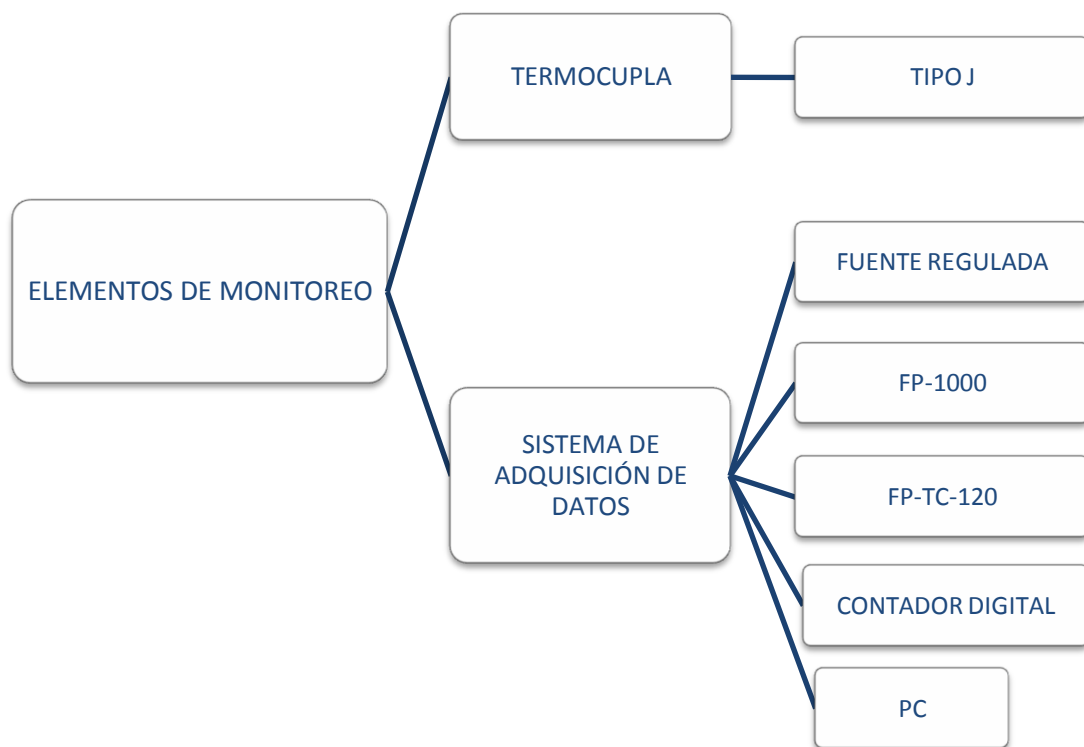 ELEMENTOS DE MONITOREO
TERMOCUPLA
TIPO J
SISTEMA DE
ADQUISICIÓN DE
DATOS
FUENTE REGULADA
FP-1000
FP-TC-120
CONTADOR DIGITAL
PC